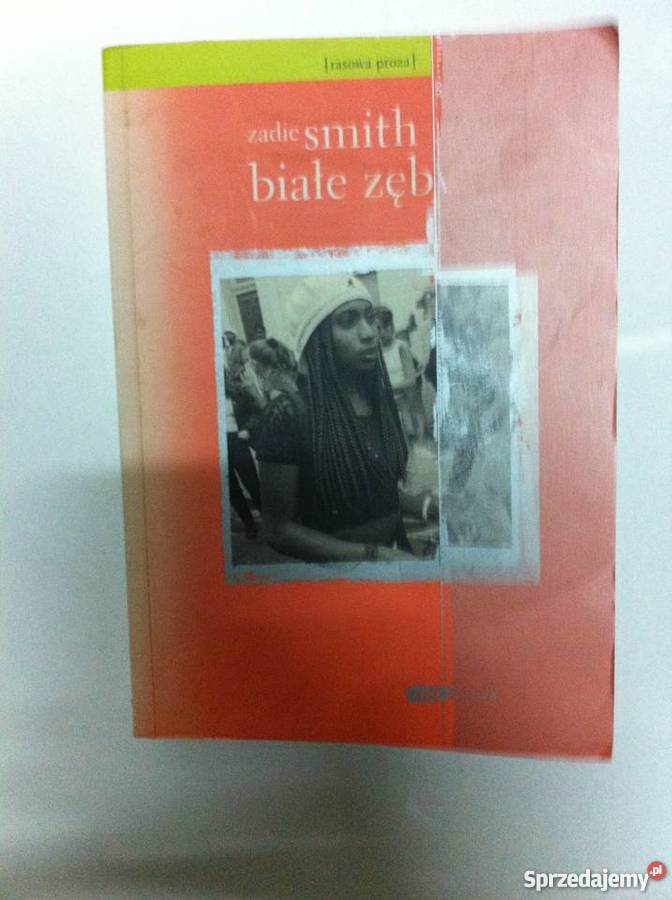 |rasowa proza|
zadie smith
białe zęb
Sprzedajemy.pl